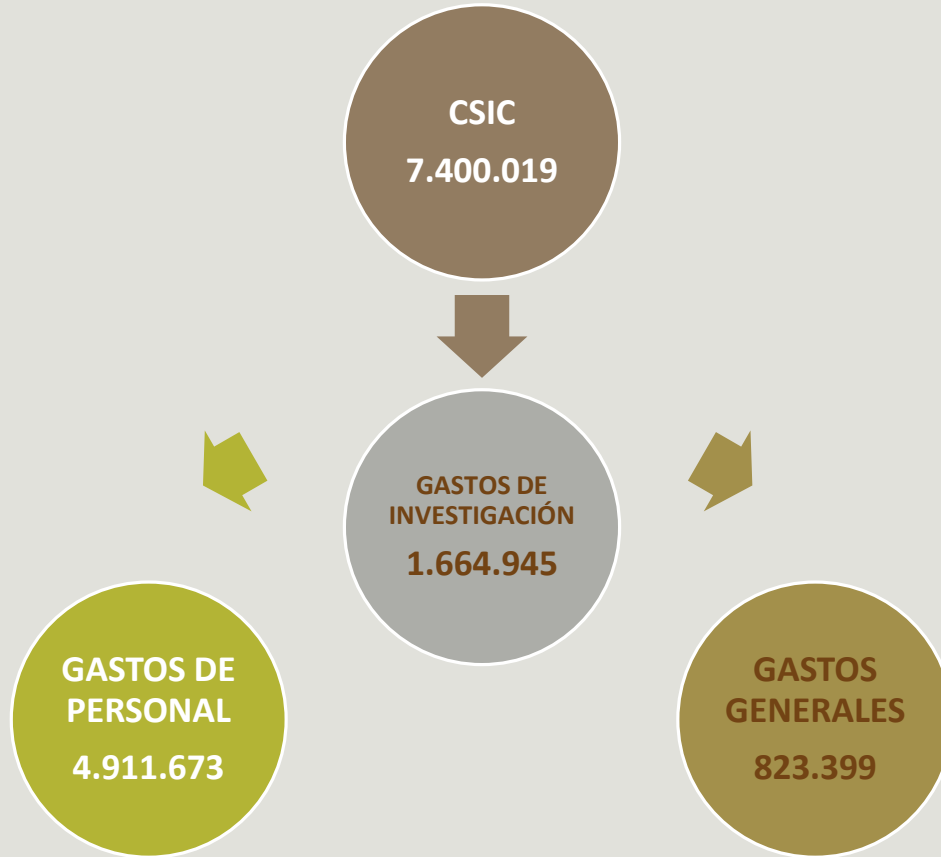 CSIC
7.400.019
GASTOS DE
INVESTIGACIÓN
1.664.945
GASTOS DE
PERSONAL
4.911.673
GASTOS
GENERALES
823.399